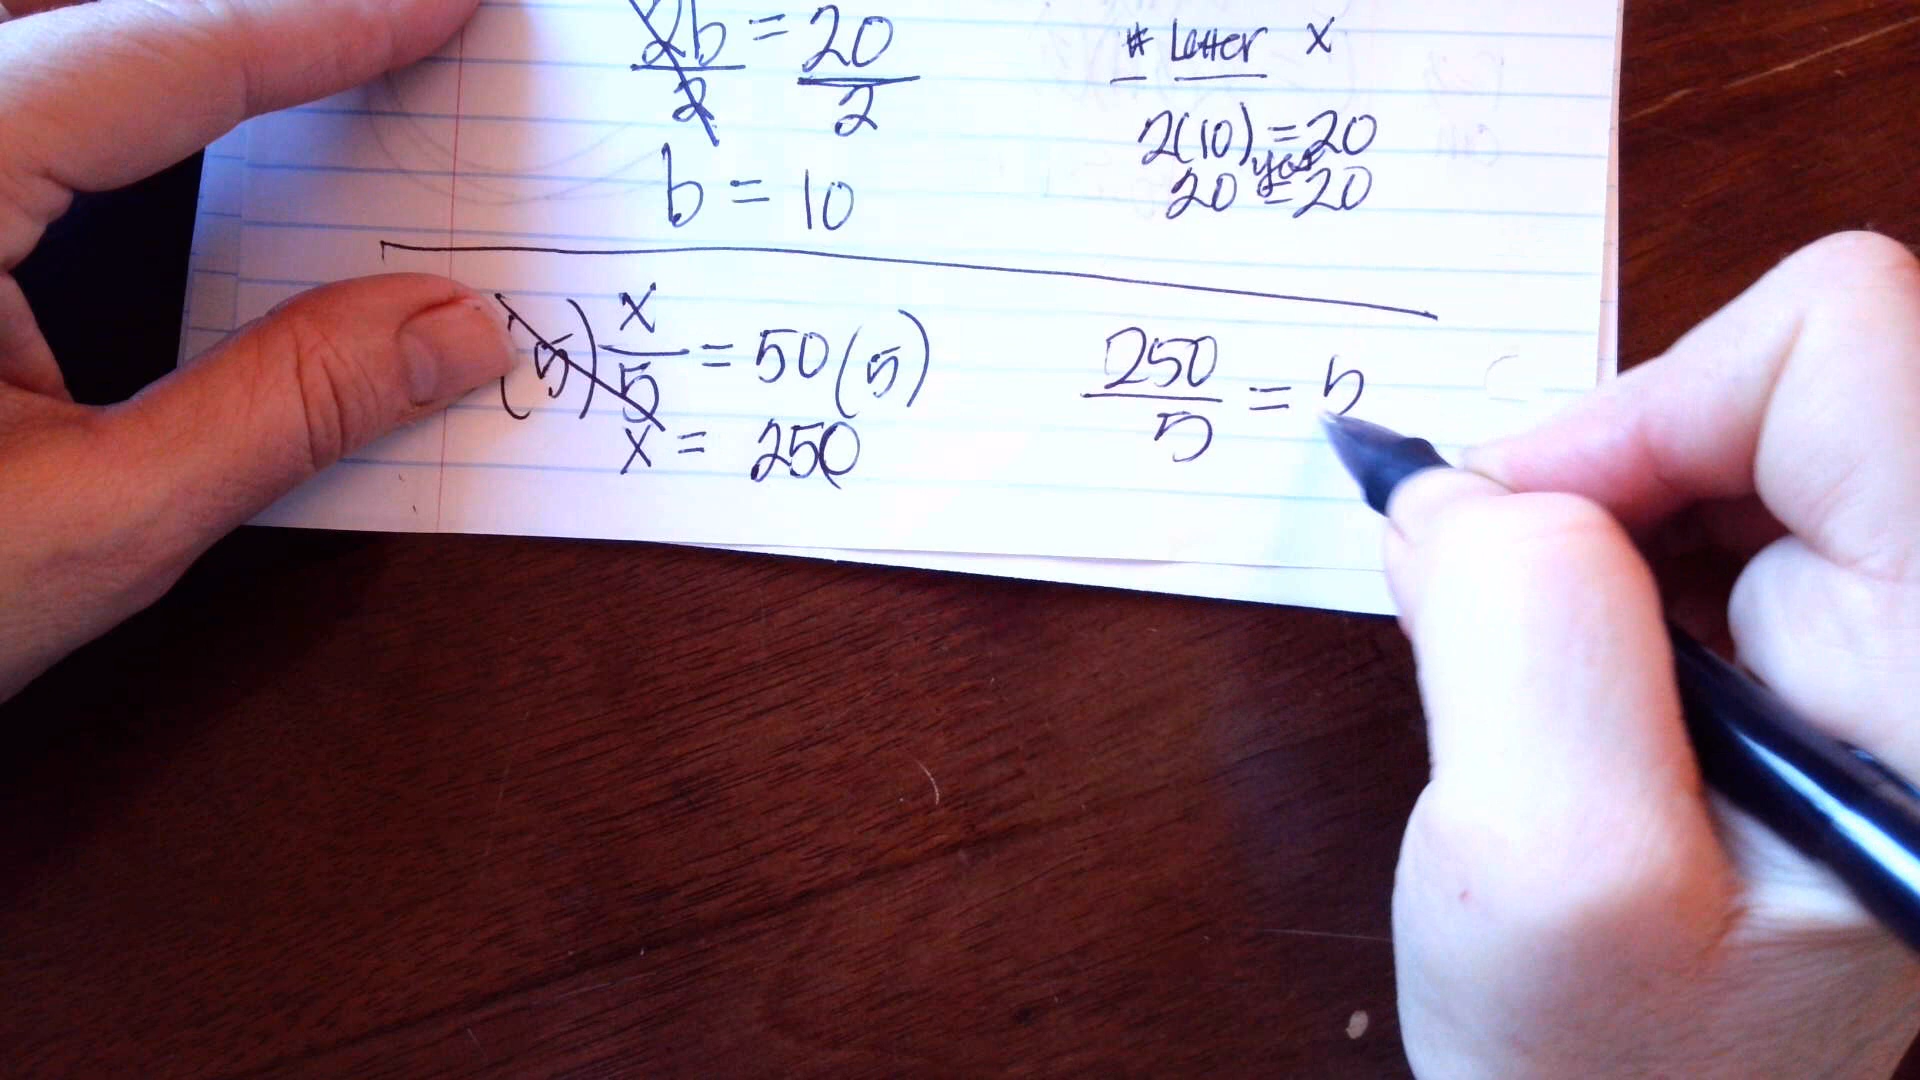 2b = 20
2 2
b = 10
# Letter x
2(10) = 20
yes
20 = 20
(5) x = 50 (5)
5
x = 250
250 = 5
5